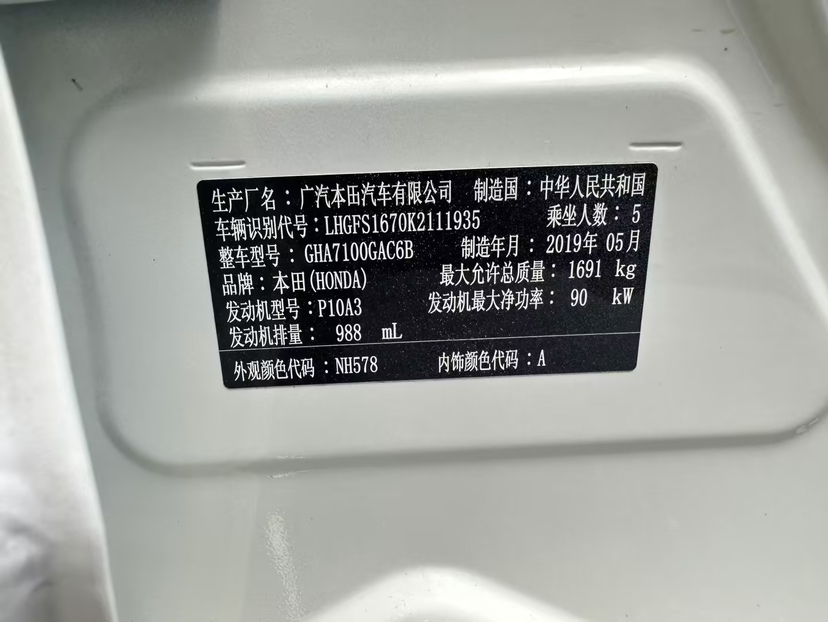 生产厂名：广汽本田汽车有限公司 制造国：中华人民共和国
车辆识别代号：LHGFS1670K2111935 乘坐人数：5
整车型号：GHA7100GAC6B 制造年月：2019年 05月
品牌：本田(HONDA) 最大允许总质量：1691 kg
发动机型号：P10A3 发动机最大净功率：90 kW
发动机排量：988 mL
外观颜色代码：NH578 内饰颜色代码：A